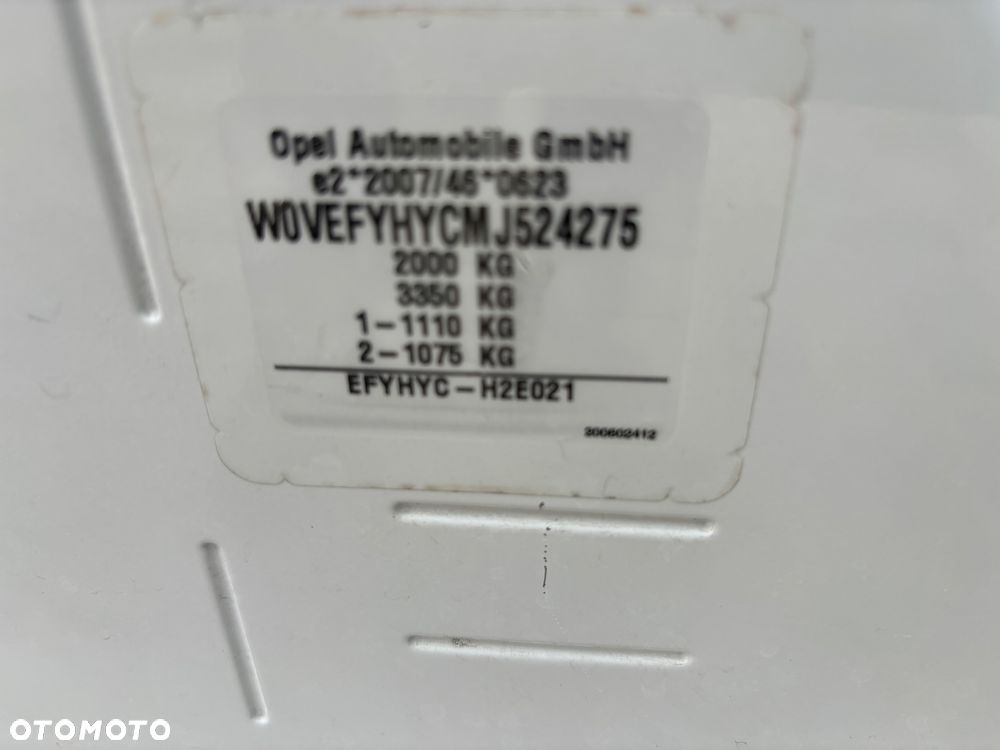 Opel Automobile GmbH
e2*2007/46*0623
W0VEFYHYCMJ524275
2000 KG
3350 KG
1-1110 KG
2-1075 KG
EFYHYC-H2E021
200602412
OTOMOTO